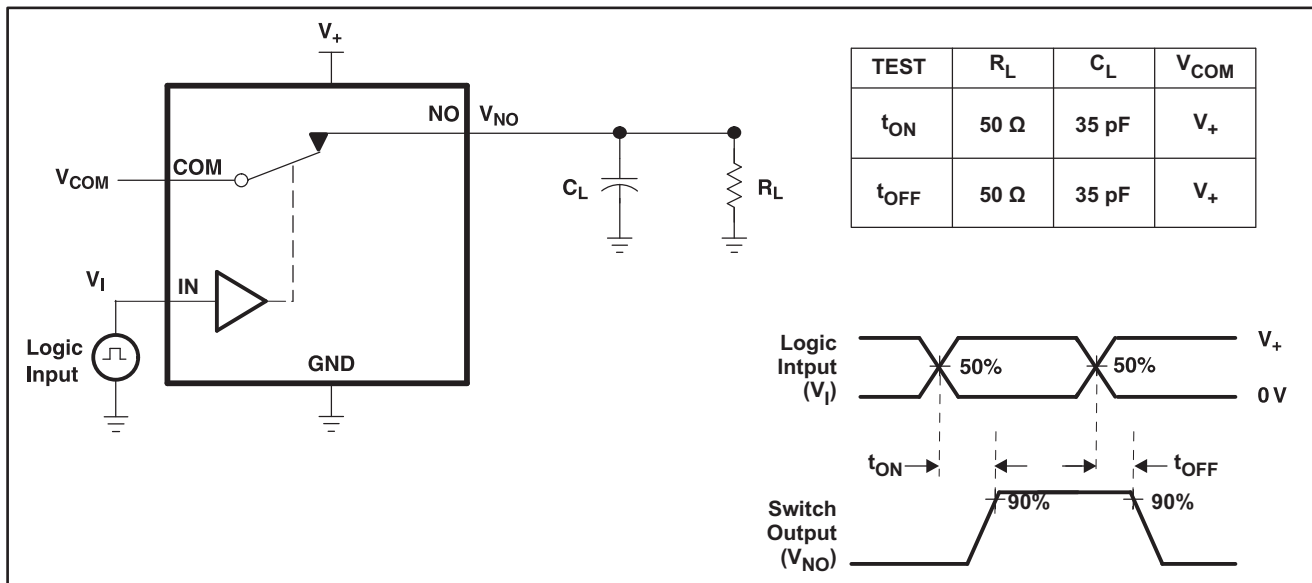 V+
NO
VNO
COM
VCOM
CL
RL
VI
IN
Logic
Input
GND
TEST RL CL VCOM
tON 50 Ω 35 pF V+
tOFF 50 Ω 35 pF V+
Logic
Intput
(VI)
50%
50%
V+
0 V
tON
tOFF
Switch
Output
(VNO)
90%
90%